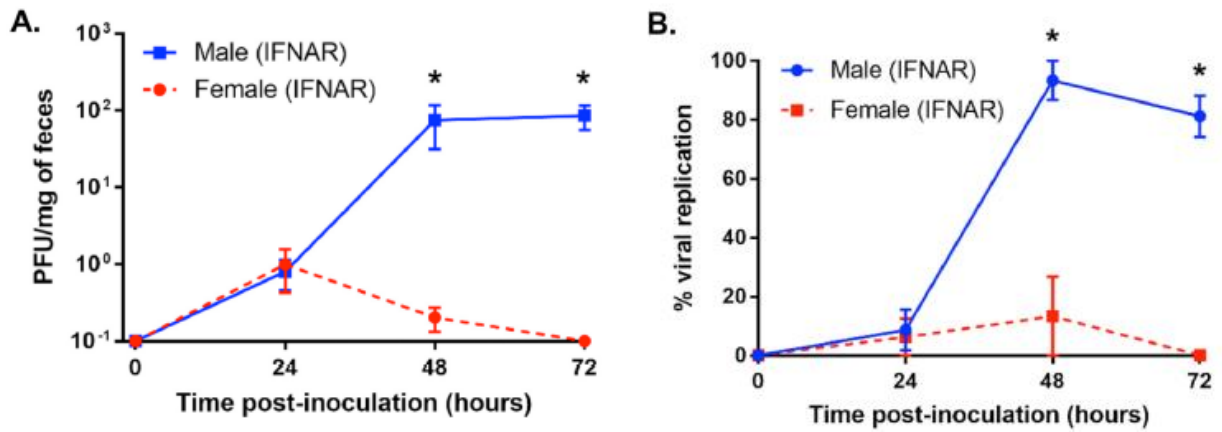 A.
PFU/mg of feces
10³
10²
10¹
10⁰
10⁻¹
Male (IFNAR)
Female (IFNAR)
*
*
0
24
48
72
Time post-inoculation (hours)
B.
% viral replication
100
80
60
40
20
0
Male (IFNAR)
Female (IFNAR)
*
*
0
24
48
72
Time post-inoculation (hours)